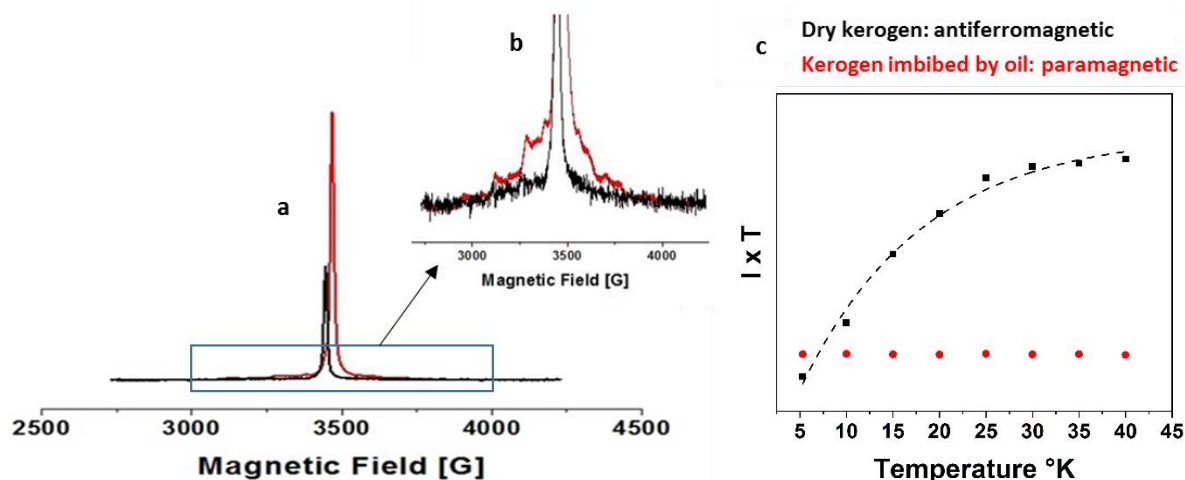 a
2500 3000 3500 4000 4500
Magnetic Field [G]
b
3000 3500 4000
Magnetic Field [G]
c
Dry kerogen: antiferromagnetic
Kerogen imbibed by oil: paramagnetic
I x T
5 10 15 20 25 30 35 40 45
Temperature °K